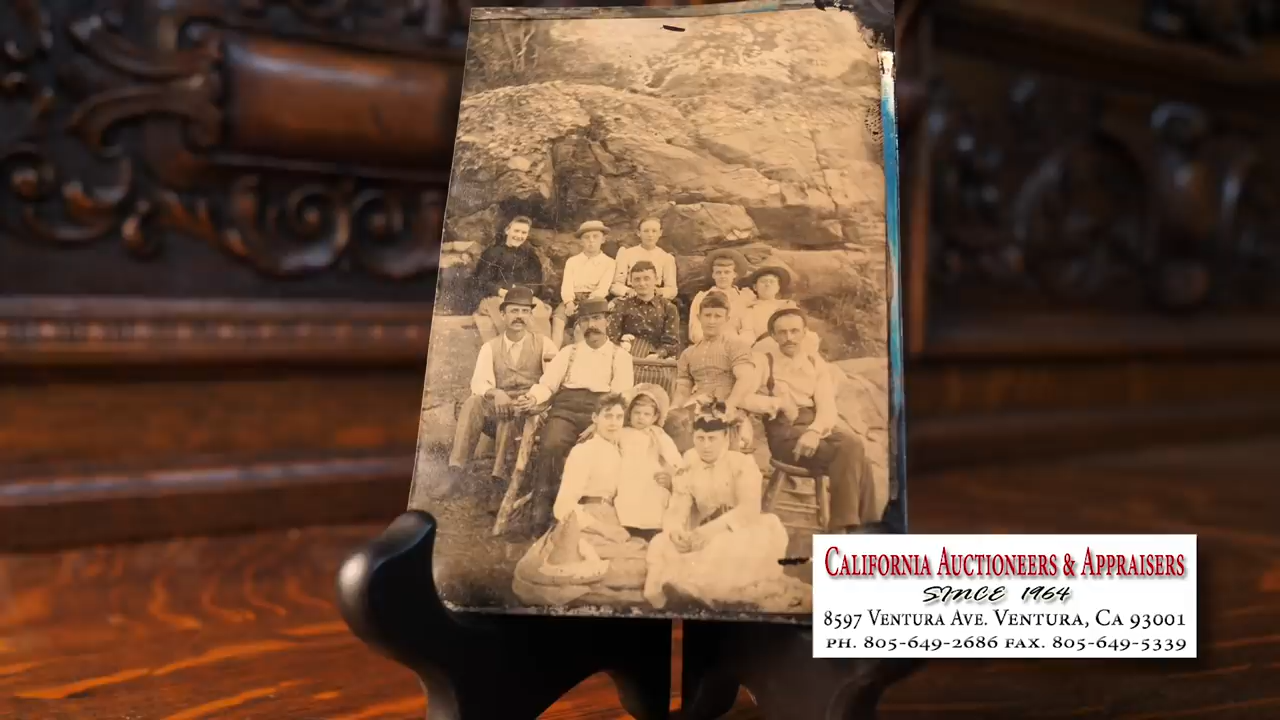 CALIFORNIA AUCTIONEERS & APPRAISERS
SINCE 1964
8597 VENTURA AVE. VENTURA, CA 93001
PH. 805-649-2686 FAX. 805-649-5339